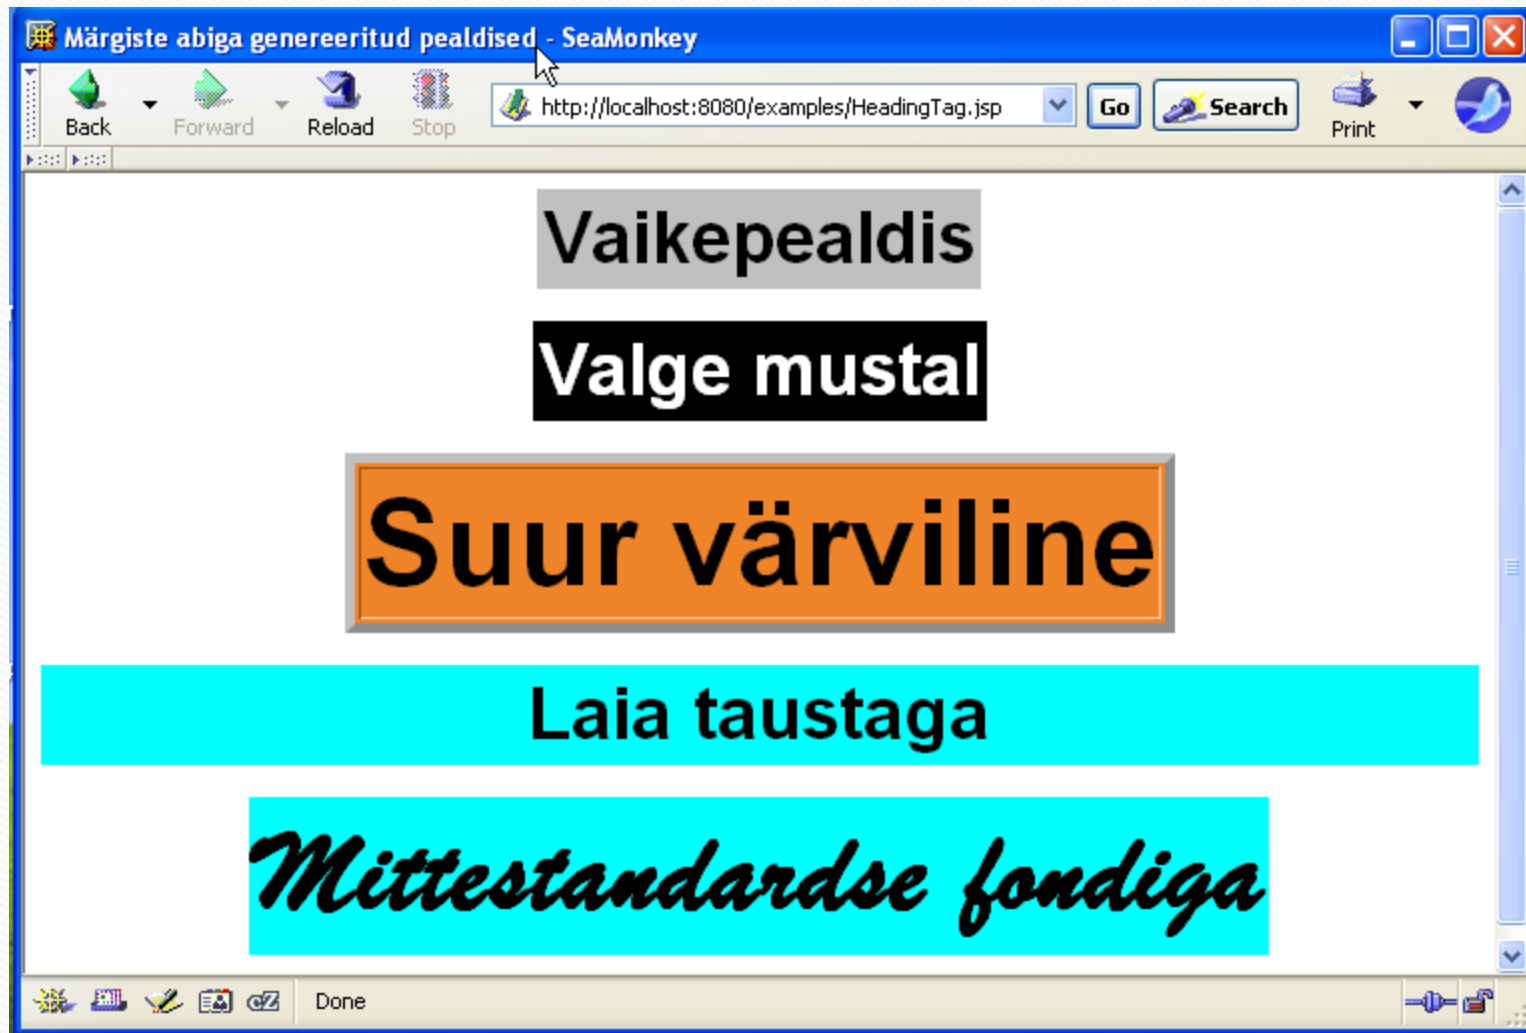 Märgiste abiga genereeritud pealdised - SeaMonkey
Back Forward Reload Stop http://localhost:8080/examples/HeadingTag.jsp Go Search Print
Vaikepealdis
Valge mustal
Suur värviline
Laia taustaga
Mittestandardse fondiga
cZ Done